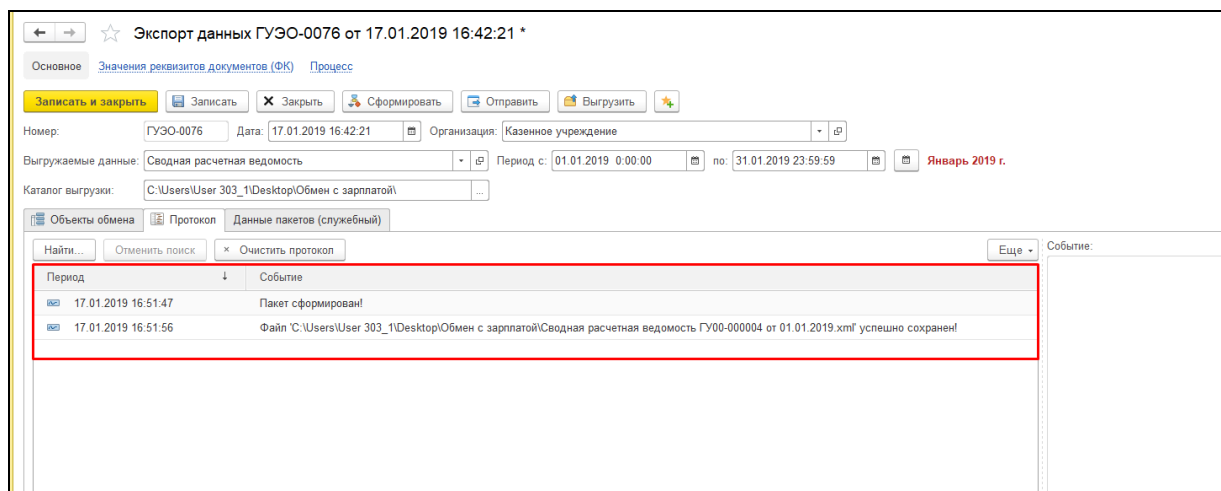 Экспорт данных ГУЭО-0076 от 17.01.2019 16:42:21 *
Основное Значения реквизитов документов (ФК) Процесс
Записать и закрыть Записать Закрыть Сформировать Отправить Выгрузить
Номер: ГУЭО-0076 Дата: 17.01.2019 16:42:21 Организация: Казенное учреждение
Выгружаемые данные: Сводная расчетная ведомость Период с: 01.01.2019 0:00:00 по: 31.01.2019 23:59:59 Январь 2019 г.
Каталог выгрузки: C:\Users\User 303_1\Desktop\Обмен с зарплатой\ ...
Объекты обмена Протокол Данные пакетов (служебный)
Найти... Отменить поиск × Очистить протокол Еще Событие:
Период ↓ Событие
17.01.2019 16:51:47 Пакет сформирован!
17.01.2019 16:51:56 Файл 'C:\Users\User 303_1\Desktop\Обмен с зарплатой\Сводная расчетная ведомость ГУ00-000004 от 01.01.2019.xml' успешно сохранен!